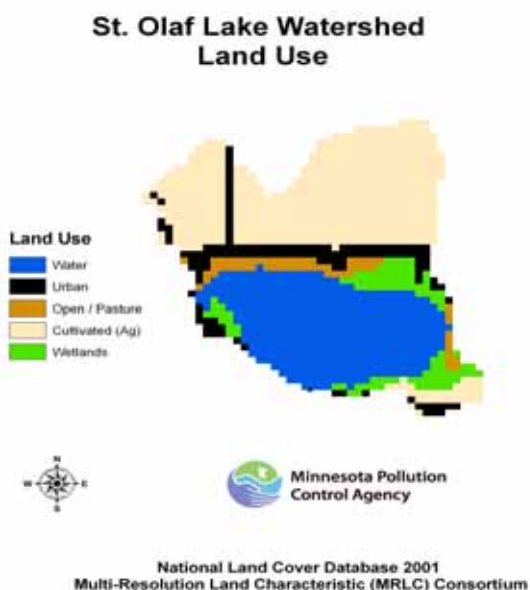 St. Olaf Lake Watershed
Land Use
Land Use
Water
Urban
Open / Pasture
Cultivated (Ag)
Wetlands
N
W
E
S
Minnesota Pollution
Control Agency
National Land Cover Database 2001
Multi-Resolution Land Characteristic (MRLC) Consortium